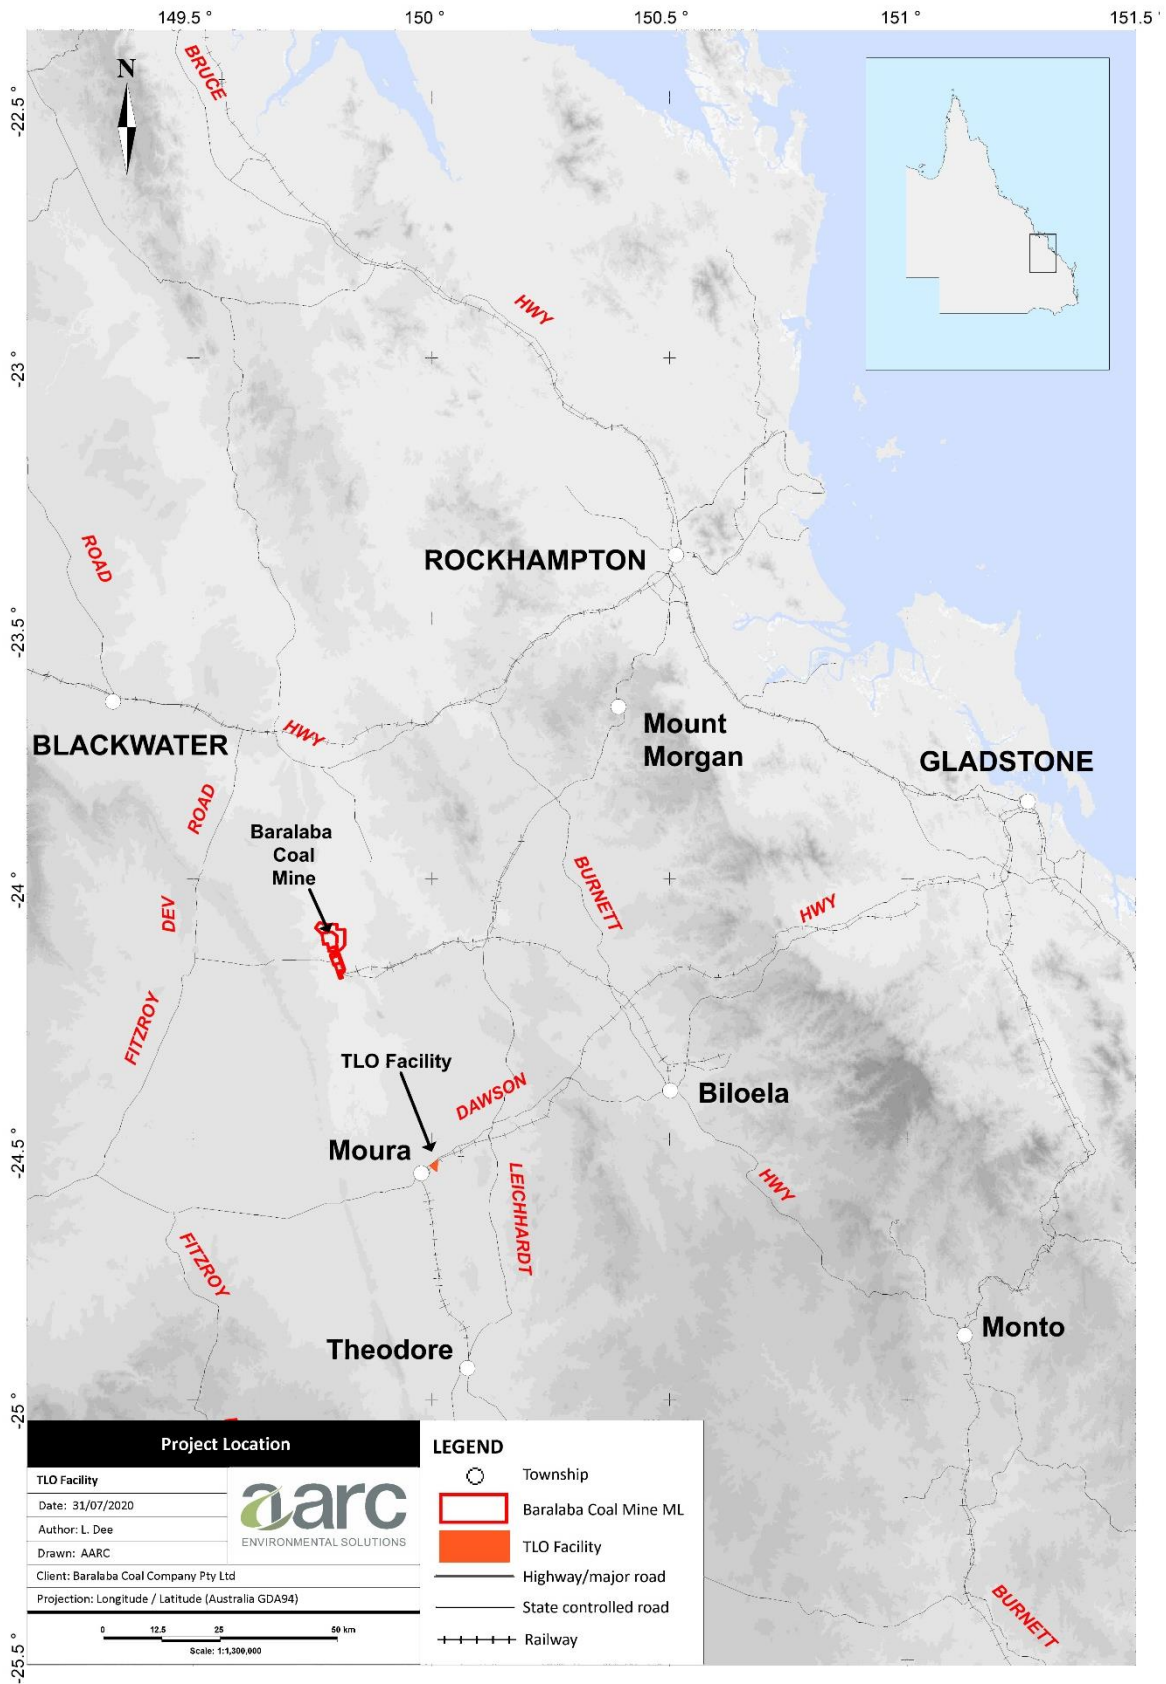 149.5 °
150 °
150.5 °
151 °
151.5 °
-22.5 °
-23 °
-23.5 °
-24 °
-24.5 °
-25 °
-25.5 °
N
BRUCE
HWY
ROAD
ROCKHAMPTON
HWY
BLACKWATER
Mount
Morgan
GLADSTONE
ROAD
Baralaba
Coal
Mine
DEV
BURNETT
HWY
FITZROY
TLO Facility
DAWSON
Biloela
Moura
LEICHHARDT
HWY
FITZROY
Theodore
Monto
BURNETT
Project Location
TLO Facility
Date: 31/07/2020
Author: L. Dee
Drawn: AARC
Client: Baralaba Coal Company Pty Ltd
Projection: Longitude / Latitude (Australia GDA94)
0 12.5 25 50 km
Scale: 1:1,300,000
aarc
ENVIRONMENTAL SOLUTIONS
LEGEND
Township
Baralaba Coal Mine ML
TLO Facility
Highway/major road
State controlled road
Railway